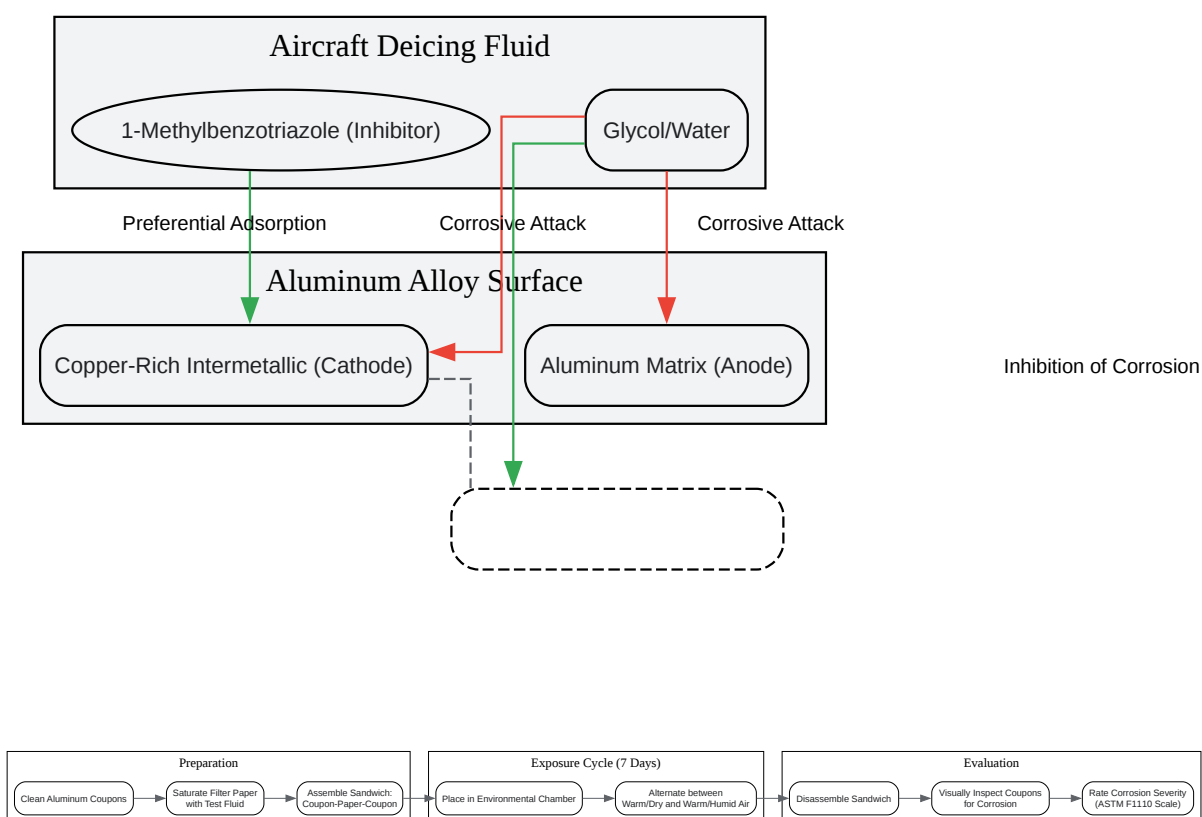 Aircraft Deicing Fluid
1-Methylbenzotriazole (Inhibitor)
Glycol/Water
Preferential Adsorption
Corrosive Attack
Corrosive Attack
Aluminum Alloy Surface
Copper-Rich Intermetallic (Cathode)
Aluminum Matrix (Anode)
Inhibition of Corrosion
Preparation
Clean Aluminum Coupons
Saturate Filter Paper
with Test Fluid
Assemble Sandwich:
Coupon-Paper-Coupon
Exposure Cycle (7 Days)
Place in Environmental Chamber
Alternate between
Warm/Dry and Warm/Humid Air
Evaluation
Disassemble Sandwich
Visually Inspect Coupons
for Corrosion
Rate Corrosion Severity
(ASTM F1110 Scale)